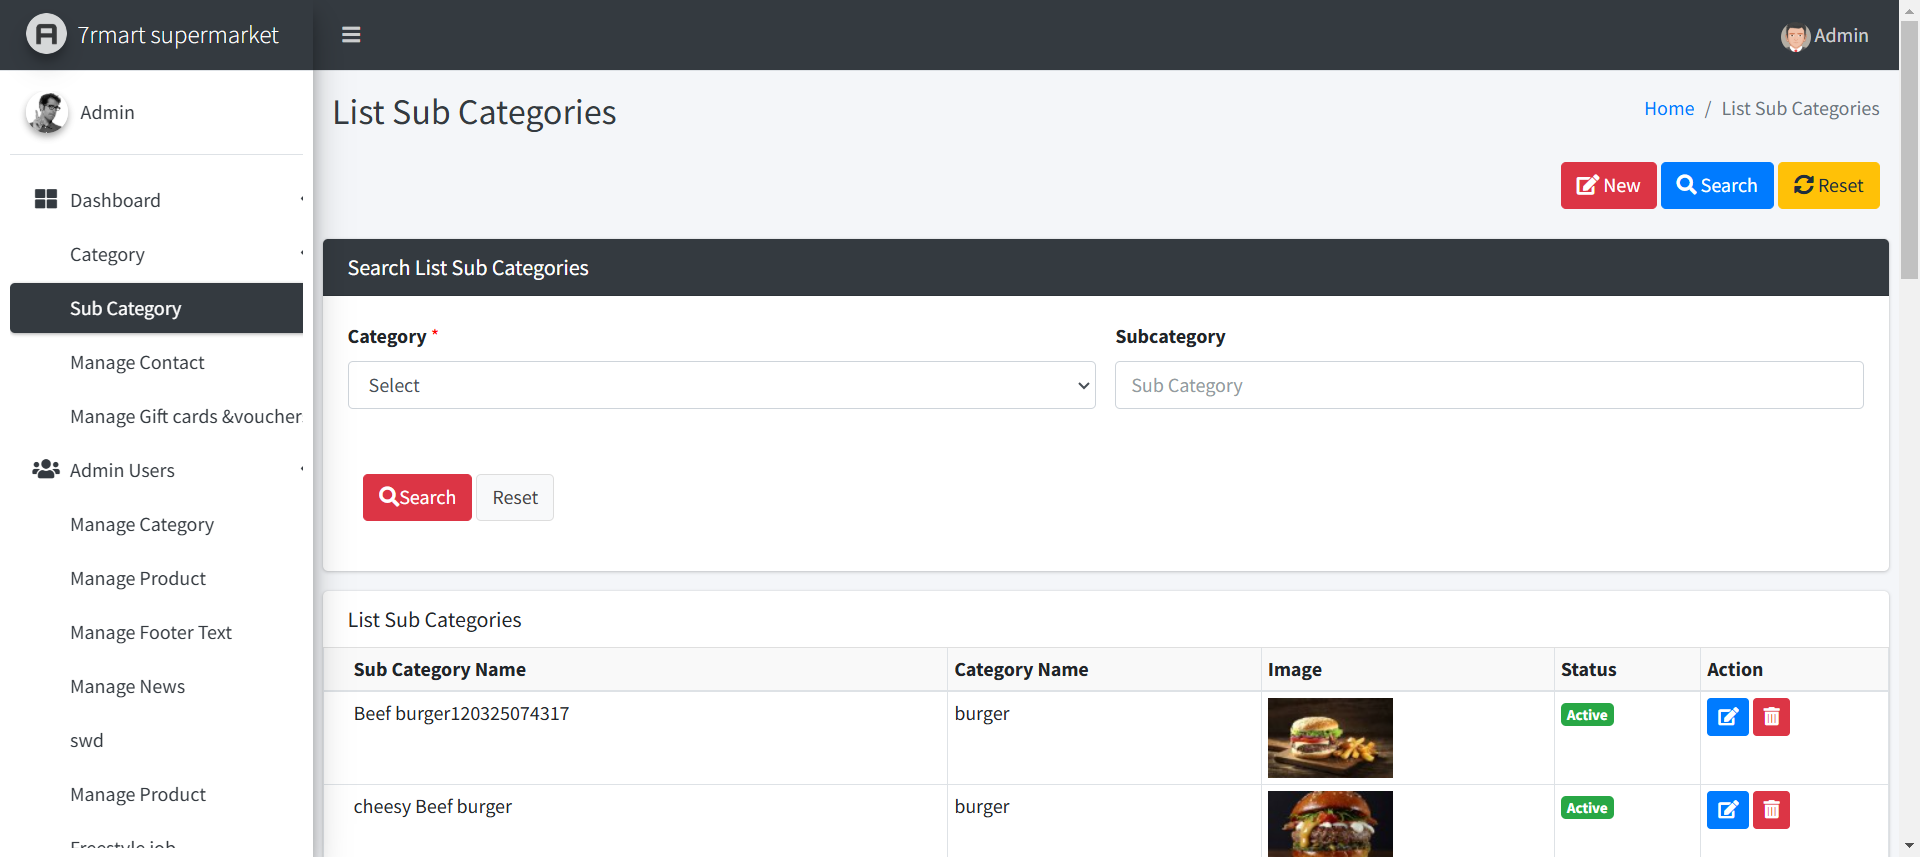 7rmart supermarket
Admin
Admin
Dashboard
Category
Sub Category
Manage Contact
Manage Gift cards &voucher
Admin Users
Manage Category
Manage Product
Manage Footer Text
Manage News
swd
Manage Product
Freestyle job
List Sub Categories
Home / List Sub Categories
New Search Reset
Search List Sub Categories
Category * Subcategory
Select Sub Category
Search Reset
List Sub Categories
Sub Category Name Category Name Image Status Action
Beef burger120325074317 burger Active
cheesy Beef burger burger Active